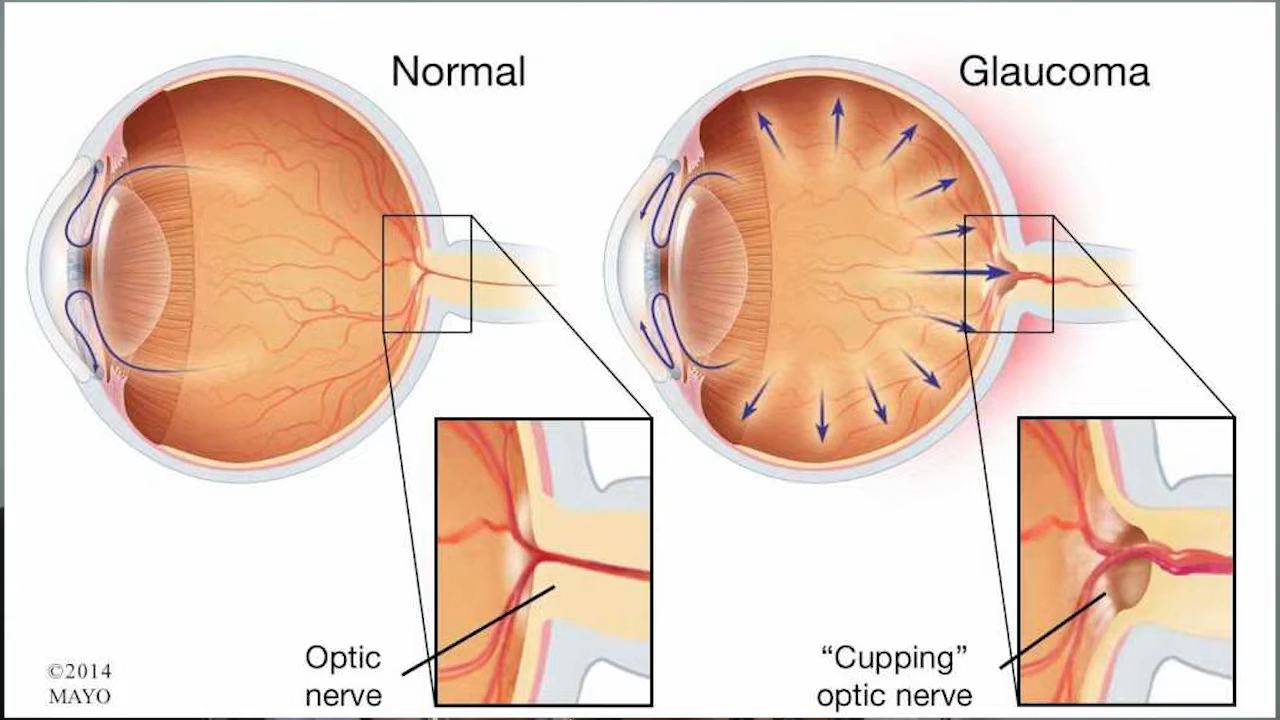 Normal
Glaucoma
Optic
nerve
“Cupping”
optic nerve
©2014
MAYO